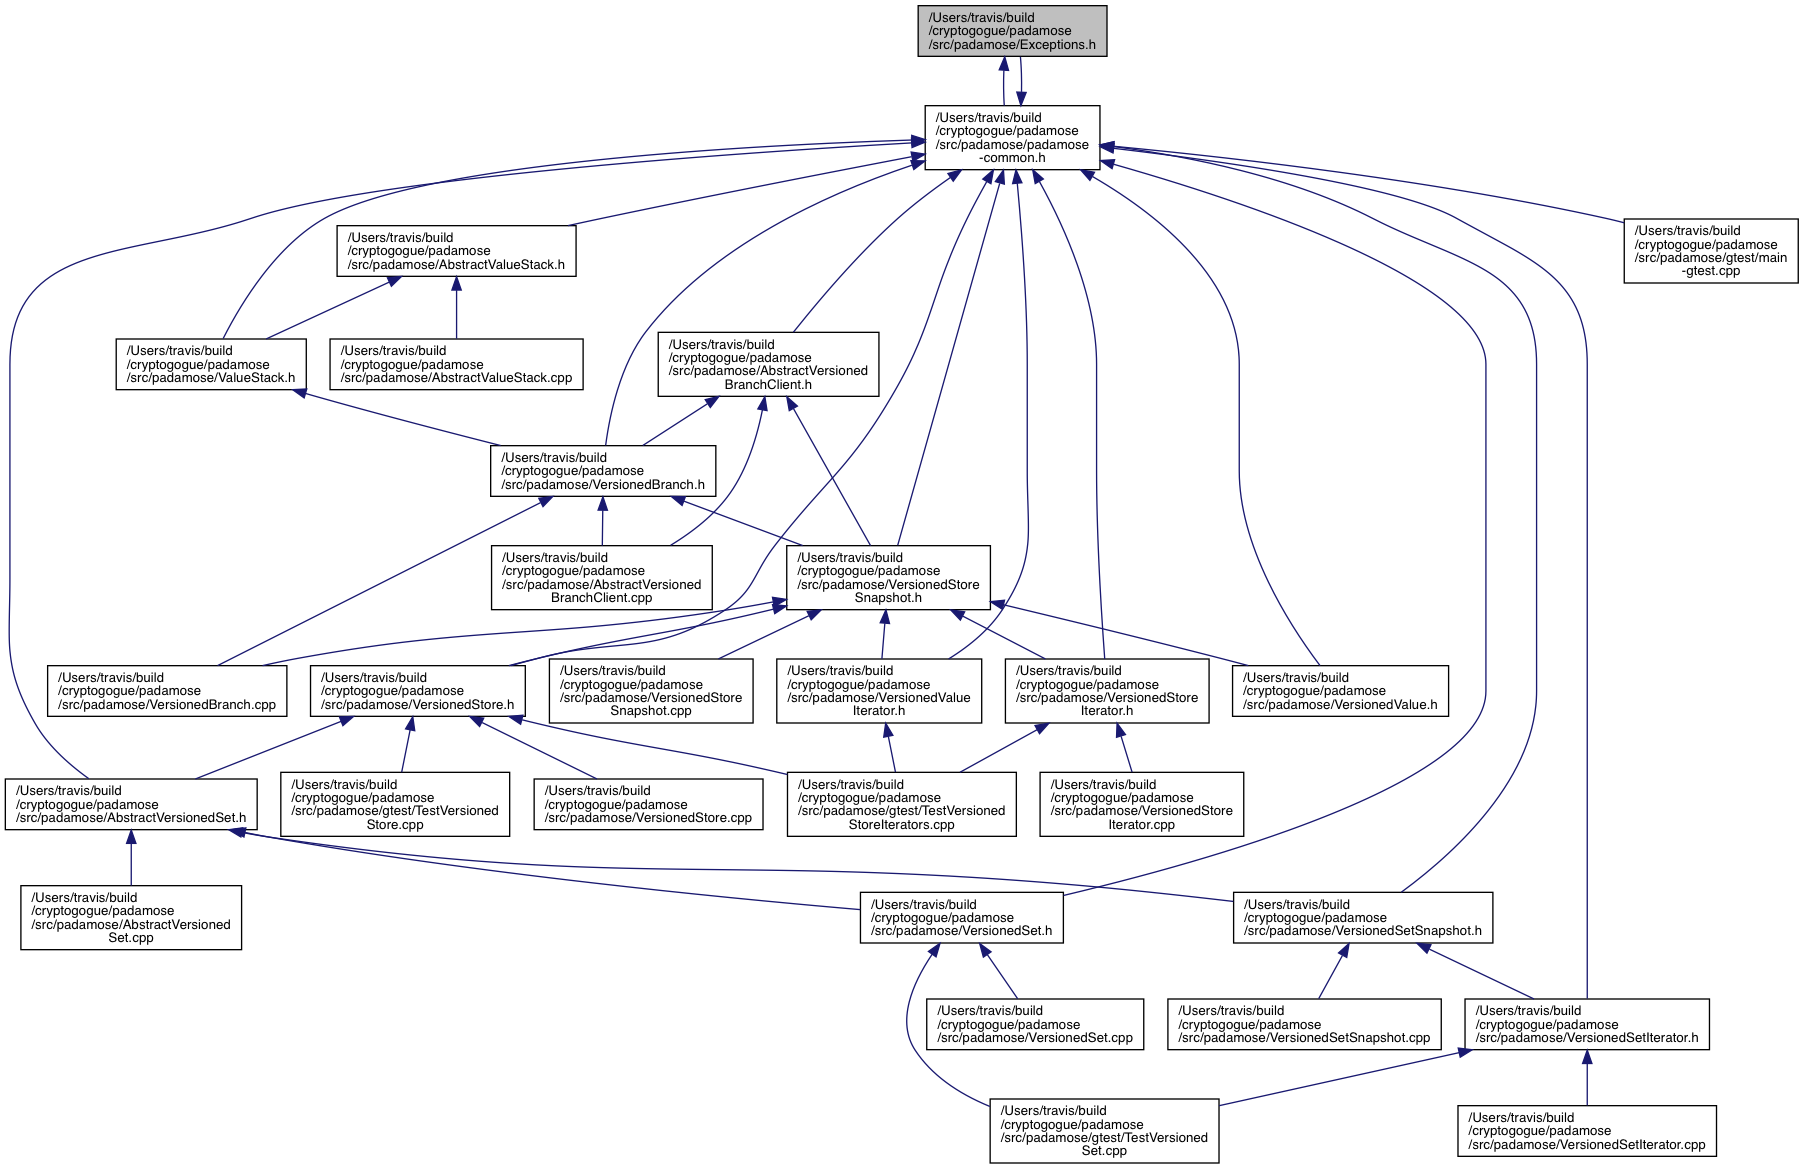 /Users/travis/build
/cryptogogue/padamose
/src/padamose/Exceptions.h
/Users/travis/build
/cryptogogue/padamose
/src/padamose/padamose
-common.h
/Users/travis/build
/cryptogogue/padamose
/src/padamose/AbstractValueStack.h
/Users/travis/build
/cryptogogue/padamose
/src/padamose/gtest/main
-gtest.cpp
/Users/travis/build
/cryptogogue/padamose
/src/padamose/ValueStack.h
/Users/travis/build
/cryptogogue/padamose
/src/padamose/AbstractValueStack.cpp
/Users/travis/build
/cryptogogue/padamose
/src/padamose/AbstractVersioned
BranchClient.h
/Users/travis/build
/cryptogogue/padamose
/src/padamose/VersionedBranch.h
/Users/travis/build
/cryptogogue/padamose
/src/padamose/AbstractVersioned
BranchClient.cpp
/Users/travis/build
/cryptogogue/padamose
/src/padamose/VersionedStore
Snapshot.h
/Users/travis/build
/cryptogogue/padamose
/src/padamose/VersionedBranch.cpp
/Users/travis/build
/cryptogogue/padamose
/src/padamose/VersionedStore.h
/Users/travis/build
/cryptogogue/padamose
/src/padamose/VersionedStore
Snapshot.cpp
/Users/travis/build
/cryptogogue/padamose
/src/padamose/VersionedValue
Iterator.h
/Users/travis/build
/cryptogogue/padamose
/src/padamose/VersionedStore
Iterator.h
/Users/travis/build
/cryptogogue/padamose
/src/padamose/VersionedValue.h
/Users/travis/build
/cryptogogue/padamose
/src/padamose/AbstractVersionedSet.h
/Users/travis/build
/cryptogogue/padamose
/src/padamose/gtest/TestVersioned
Store.cpp
/Users/travis/build
/cryptogogue/padamose
/src/padamose/VersionedStore.cpp
/Users/travis/build
/cryptogogue/padamose
/src/padamose/gtest/TestVersioned
StoreIterators.cpp
/Users/travis/build
/cryptogogue/padamose
/src/padamose/VersionedStore
Iterator.cpp
/Users/travis/build
/cryptogogue/padamose
/src/padamose/AbstractVersioned
Set.cpp
/Users/travis/build
/cryptogogue/padamose
/src/padamose/VersionedSet.h
/Users/travis/build
/cryptogogue/padamose
/src/padamose/VersionedSetSnapshot.h
/Users/travis/build
/cryptogogue/padamose
/src/padamose/VersionedSet.cpp
/Users/travis/build
/cryptogogue/padamose
/src/padamose/VersionedSetSnapshot.cpp
/Users/travis/build
/cryptogogue/padamose
/src/padamose/VersionedSetIterator.h
/Users/travis/build
/cryptogogue/padamose
/src/padamose/gtest/TestVersioned
Set.cpp
/Users/travis/build
/cryptogogue/padamose
/src/padamose/VersionedSetIterator.cpp